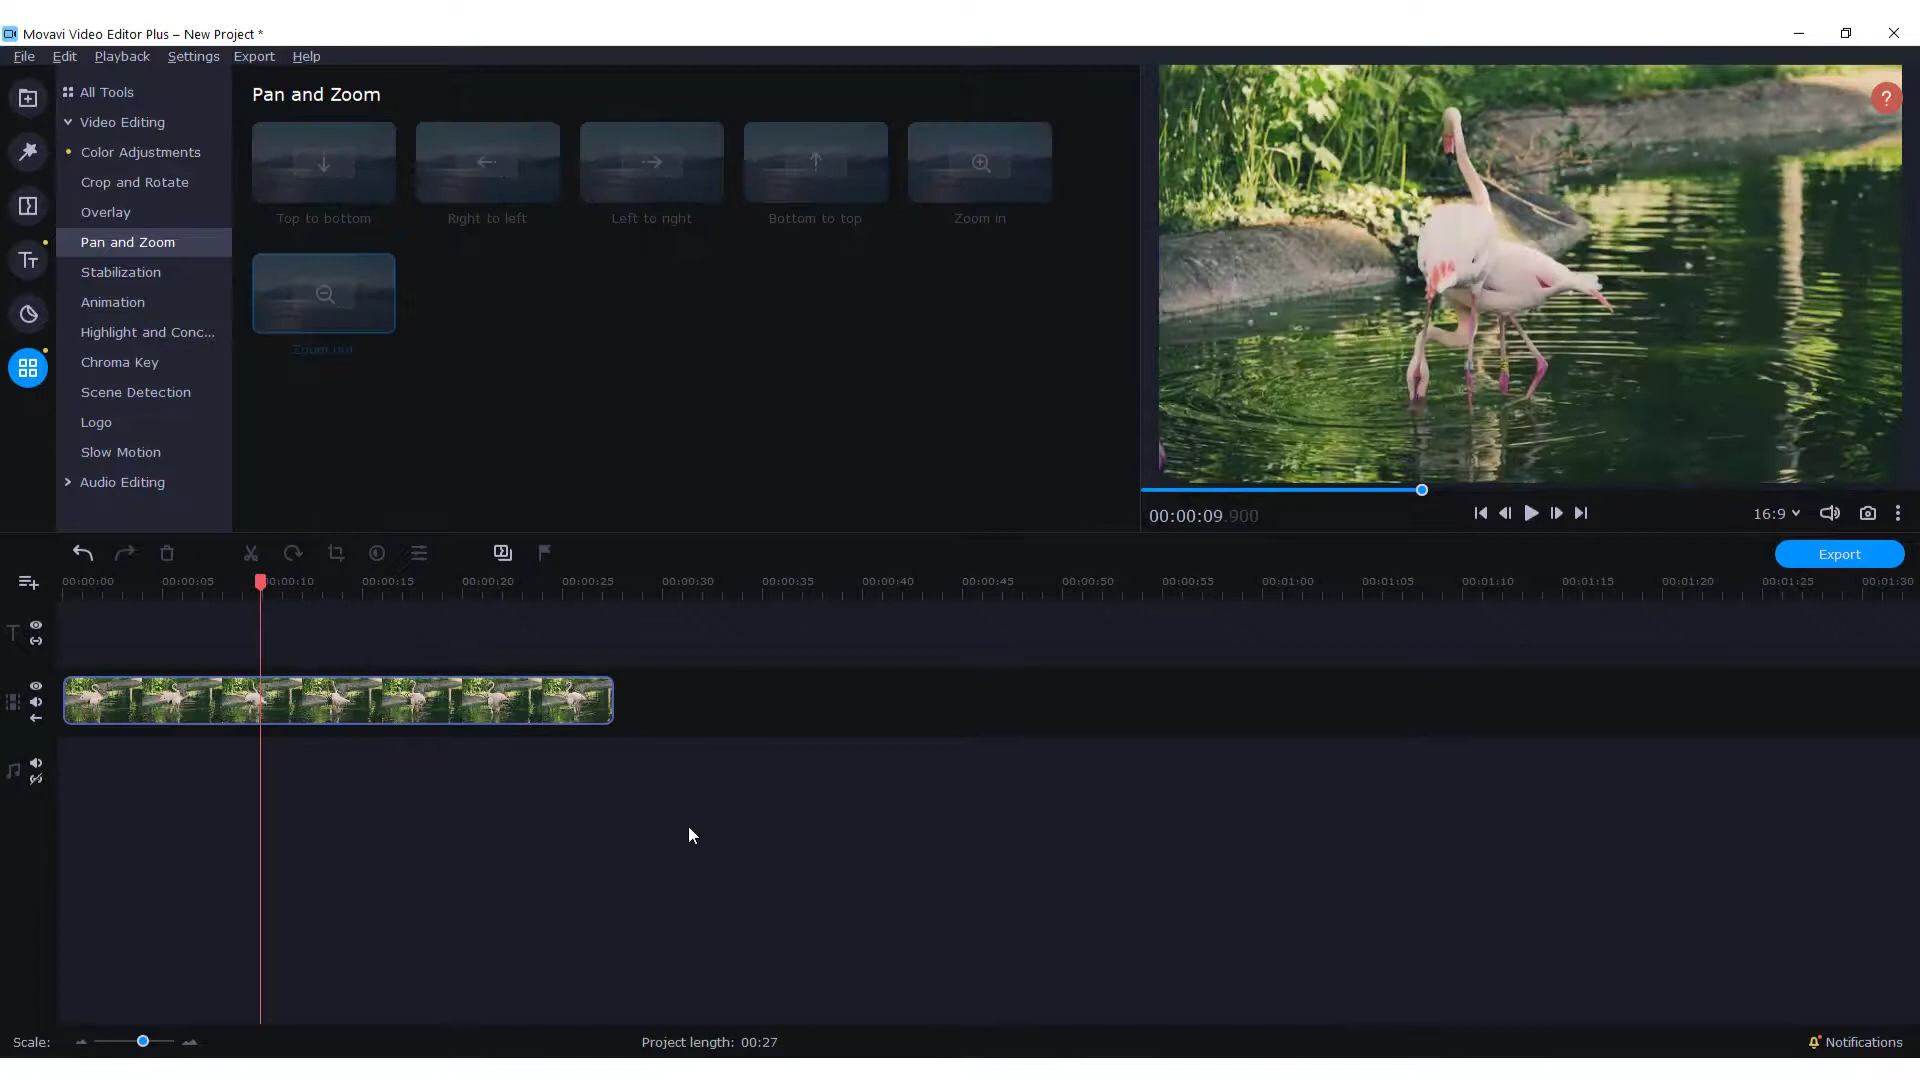 Movavi Video Editor Plus – New Project *
File Edit Playback Settings Export Help
All Tools
Video Editing
Color Adjustments
Crop and Rotate
Overlay
Pan and Zoom
Stabilization
Animation
Highlight and Conc...
Chroma Key
Scene Detection
Logo
Slow Motion
Audio Editing
Pan and Zoom
Top to bottom Right to left Left to right Bottom to top Zoom in
Zoom out
?
00:00:09.900
16:9
Export
00:00:00 00:00:05 00:00:10 00:00:15 00:00:20 00:00:25 00:00:30 00:00:35 00:00:40 00:00:45 00:00:50 00:00:55 00:01:00 00:01:05 00:01:10 00:01:15 00:01:20 00:01:25 00:01:30
Scale:
Project length: 00:27
Notifications